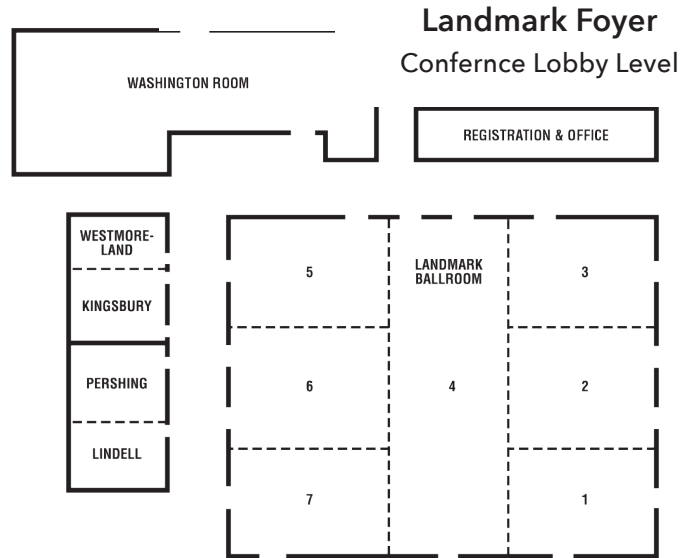 Landmark Foyer
Confernce Lobby Level
WASHINGTON ROOM
REGISTRATION & OFFICE
WESTMORE-
LAND
KINGSBURY
PERSHING
LINDELL
LANDMARK
BALLROOM
5
3
6
4
2
7
1